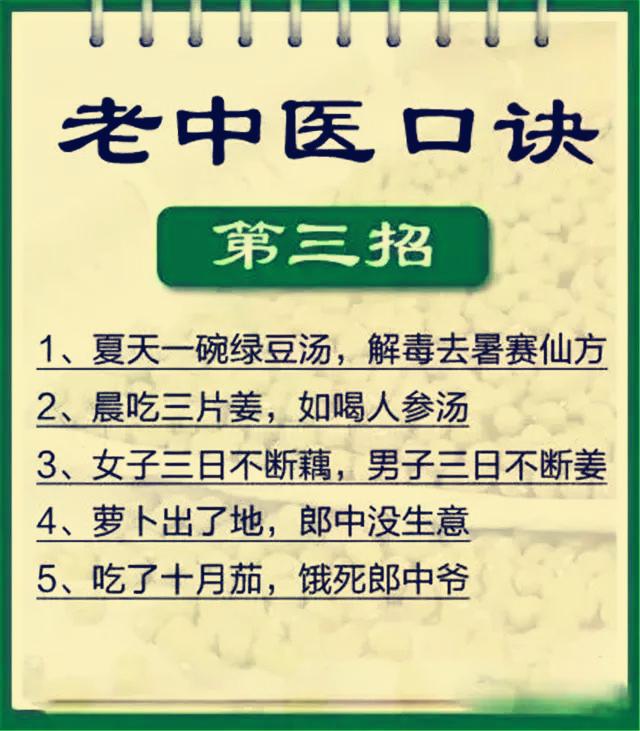 老中医口诀
第三招
1、夏天一碗绿豆汤，解毒去暑赛仙方
2、晨吃三片姜，如喝人参汤
3、女子三日不断藕，男子三日不断姜
4、萝卜出了地，郎中没生意
5、吃了十月茄，饿死郎中爷